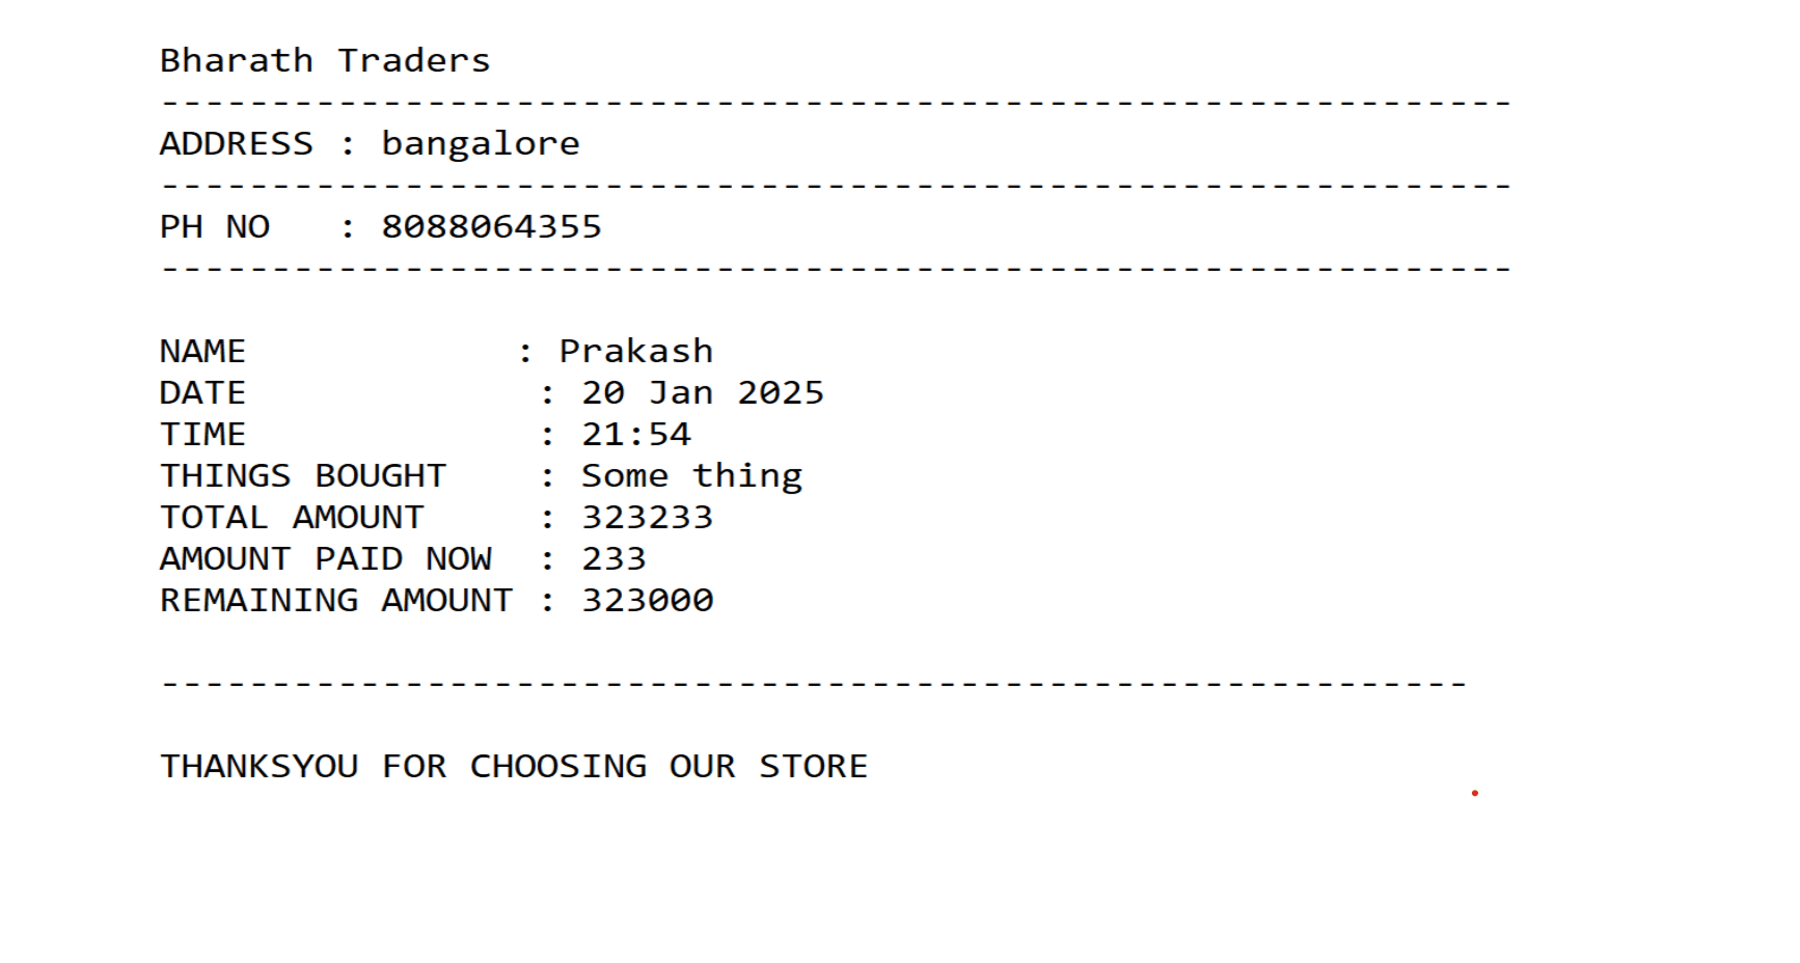 Bharath Traders
-------------------------------------------------------------
ADDRESS : bangalore
-------------------------------------------------------------
PH NO   : 8088064355
-------------------------------------------------------------
NAME            : Prakash
DATE             : 20 Jan 2025
TIME             : 21:54
THINGS BOUGHT    : Some thing
TOTAL AMOUNT     : 323233
AMOUNT PAID NOW  : 233
REMAINING AMOUNT : 323000
-----------------------------------------------------------
THANKSYOU FOR CHOOSING OUR STORE